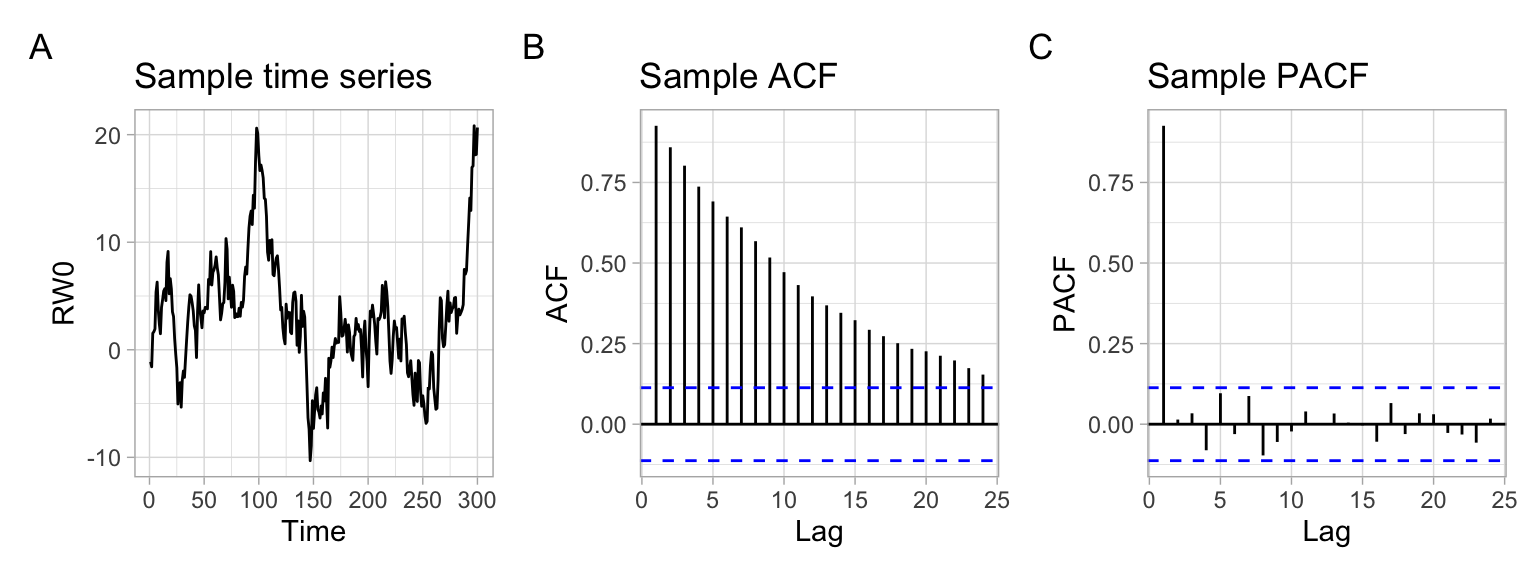 A
Sample time series
RW0
20
10
0
-10
0 50 100 150 200 250 300
Time
B
Sample ACF
ACF
0.75
0.50
0.25
0.00
0 5 10 15 20 25
Lag
C
Sample PACF
PACF
0.75
0.50
0.25
0.00
0 5 10 15 20 25
Lag